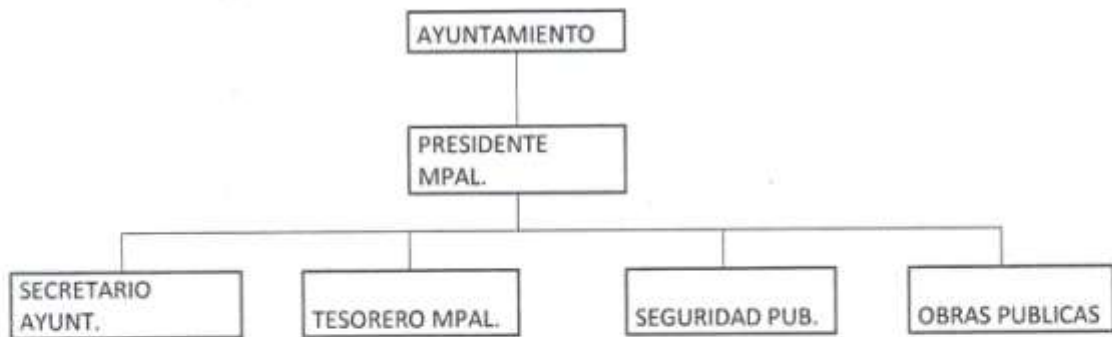 AYUNTAMIENTO
PRESIDENTE
MPAL.
SECRETARIO
AYUNT.
TESORERO MPAL.
SEGURIDAD PUB.
OBRAS PUBLICAS